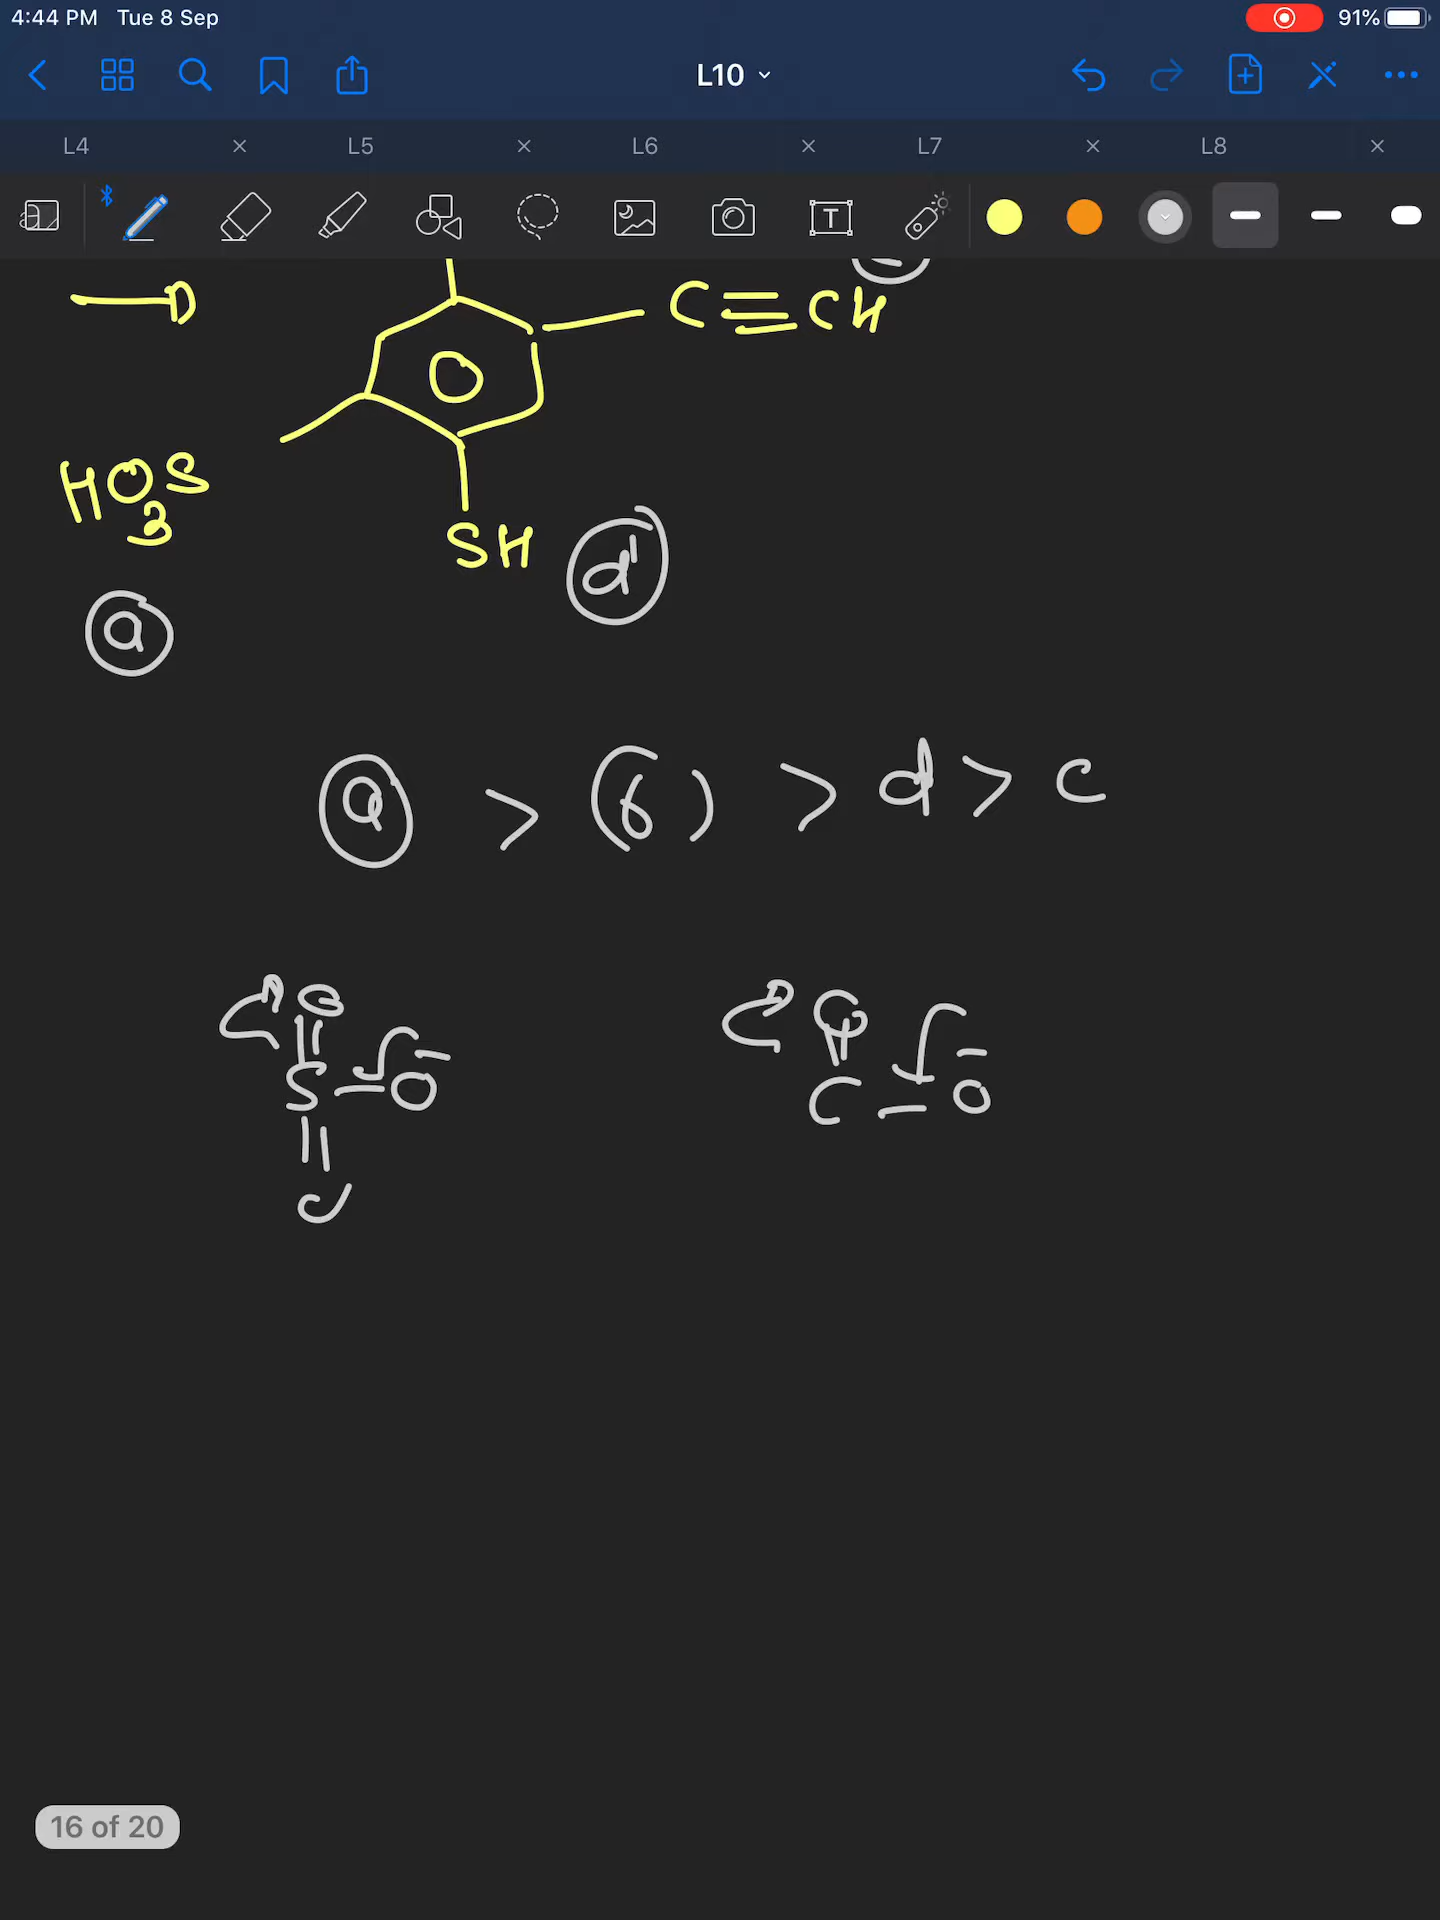 4:44 PM Tue 8 Sep 91%
L10
L4 × L5 × L6 × L7 × L8 ×
T
D C≡CH
HO3S
SH d
a
a > (b) > d > c
O O
S-O⁻ C-O⁻
O
16 of 20